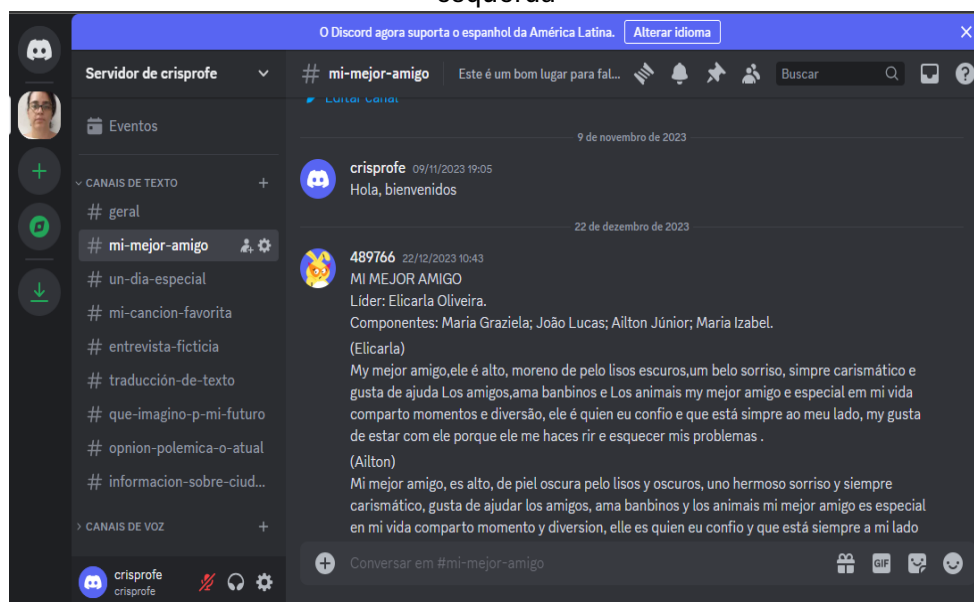 esquerda
O Discord agora suporta o espanhol da América Latina. Alterar idioma
Servidor de crisprofe
mi-mejor-amigo Este é um bom lugar para fal... Buscar
Eventos
CANAIS DE TEXTO
# geral
# mi-mejor-amigo
# un-dia-especial
# mi-cancion-favorita
# entrevista-ficticia
# traducción-de-texto
# que-imagino-p-mi-futuro
# opnion-polemica-o-atual
# informacion-sobre-ciud...
CANAIS DE VOZ
crisprofe
crisprofe
Editar Canal
9 de novembro de 2023
crisprofe 09/11/2023 19:05
Hola, bienvenidos
22 de dezembro de 2023
489766 22/12/2023 10:43
MI MEJOR AMIGO
Líder: Elicarla Oliveira.
Componentes: Maria Graziela; João Lucas; Ailton Júnior; Maria Izabel.
(Elicarla)
My mejor amigo,ele é alto, moreno de pelo lisos escuros,um belo sorriso, simpre carismático e
gusta de ajuda Los amigos,ama banbinos e Los animais my mejor amigo e especial em mi vida
comparto momentos e diversão, ele é quien eu confio e que está simpre ao meu lado, my gusta
de estar com ele porque ele me haces rir e esquecer mis problemas .
(Ailton)
Mi mejor amigo, es alto, de piel oscura pelo lisos y oscuros, uno hermoso sorriso y siempre
carismático, gusta de ajudar los amigos, ama banbinos y los animais mi mejor amigo es especial
en mi vida comparto momento y diversion, elle es quien eu confio y que está siempre a mi lado
Conversar em #mi-mejor-amigo
GIF